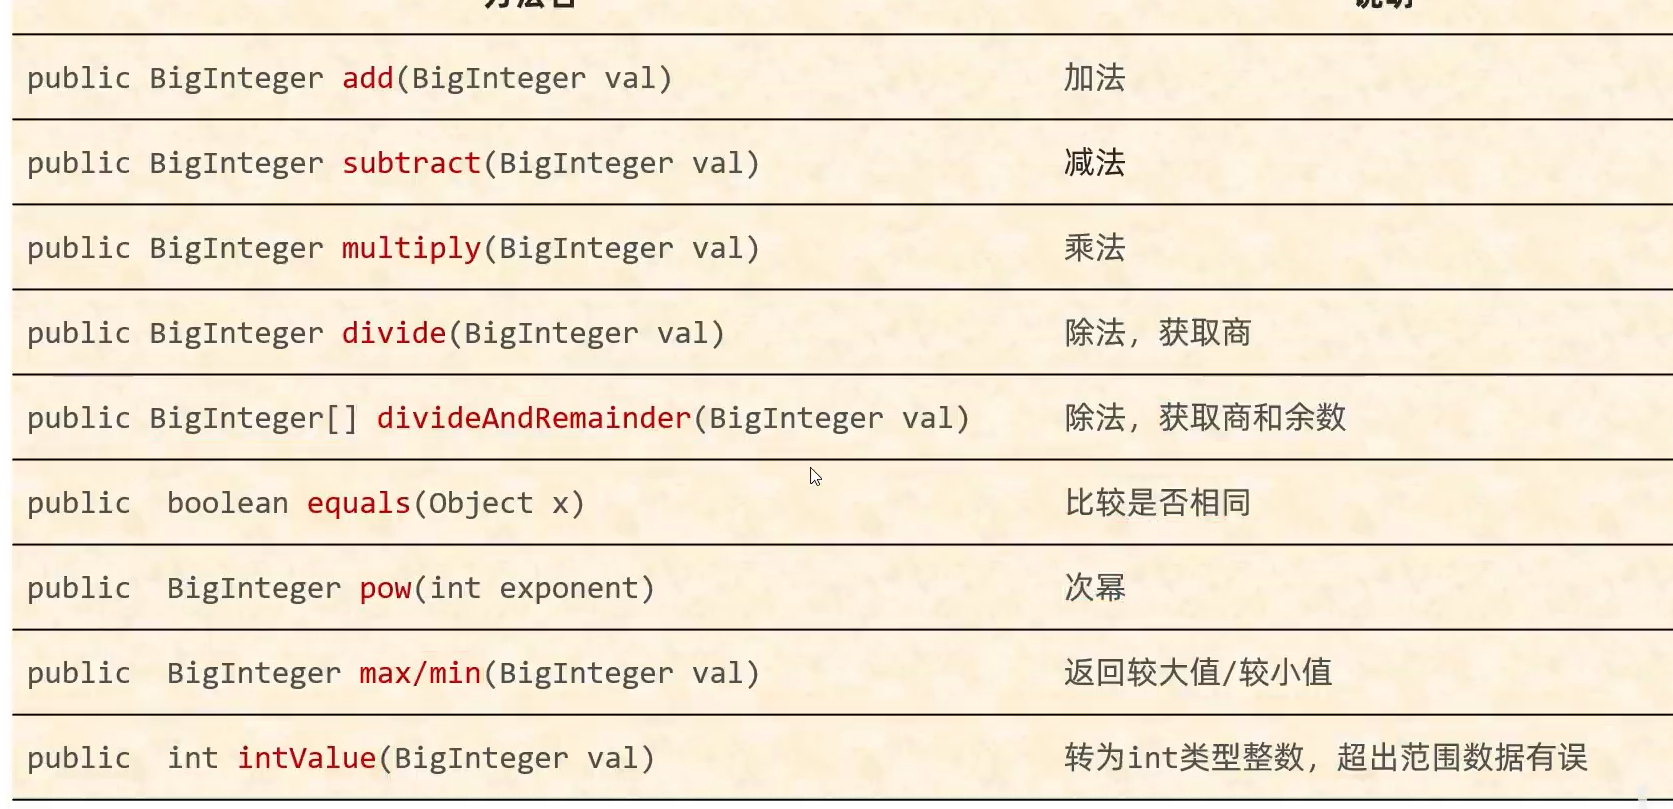 方法名 说明
public BigInteger add(BigInteger val) 加法
public BigInteger subtract(BigInteger val) 减法
public BigInteger multiply(BigInteger val) 乘法
public BigInteger divide(BigInteger val) 除法，获取商
public BigInteger[] divideAndRemainder(BigInteger val) 除法，获取商和余数
public boolean equals(Object x) 比较是否相同
public BigInteger pow(int exponent) 次幂
public BigInteger max/min(BigInteger val) 返回较大值/较小值
public int intValue(BigInteger val) 转为int类型整数，超出范围数据有误